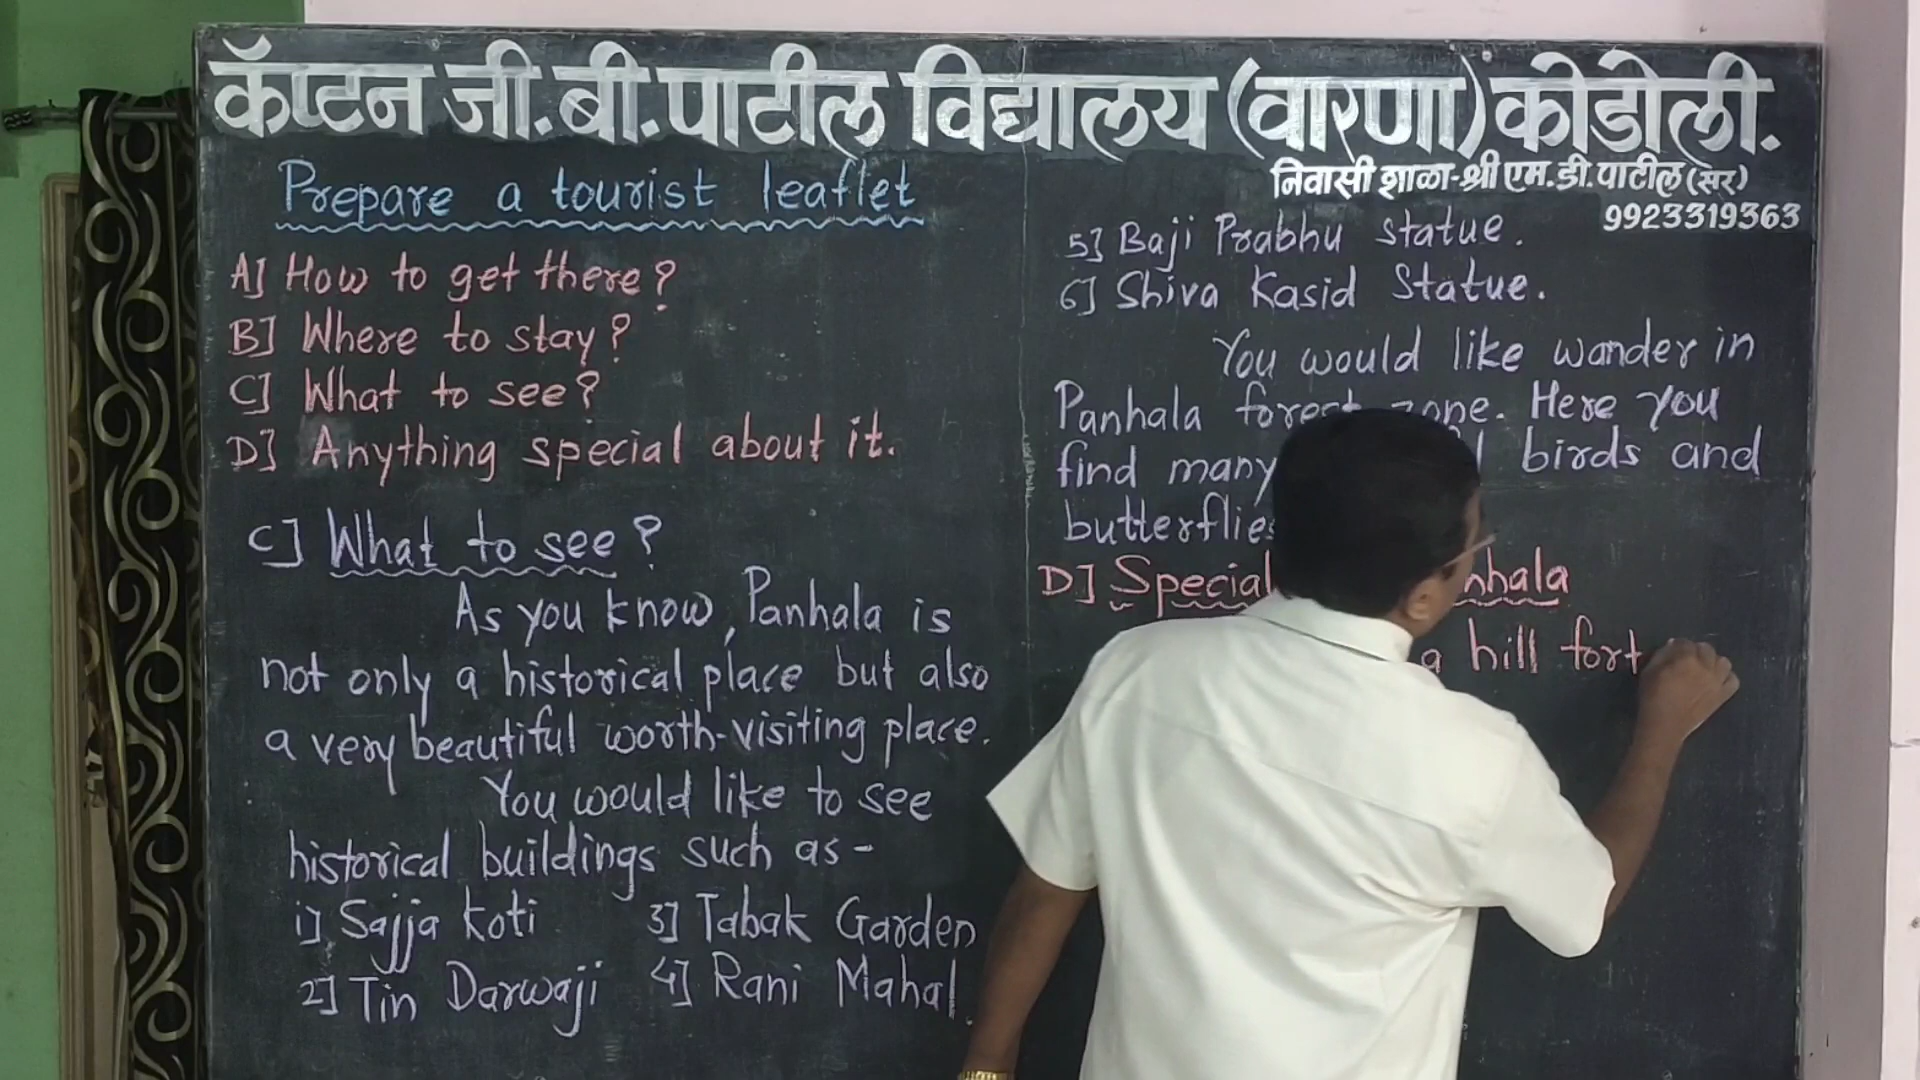 कॅप्टन जी.बी.पाटील विद्यालय (वारणा) कोडोली.
निवासी शाळा-श्री एम.डी.पाटील (सर)
9923319363
Prepare a tourist leaflet
A] How to get there?
B] Where to stay?
C] What to see?
D] Anything special about it.
C] What to see?
As you know, Panhala is
not only a historical place but also
a very beautiful worth-visiting place.
You would like to see
historical buildings such as-
1] Sajja Koti
2] Tin Darwaji
3] Tabak Garden
4] Rani Mahal.
5] Baji Prabhu statue.
6] Shiva Kasid Statue.
You would like wander in
Panhala forest zone. Here you
find many birds and
butterflies
D] Special
a hill fort